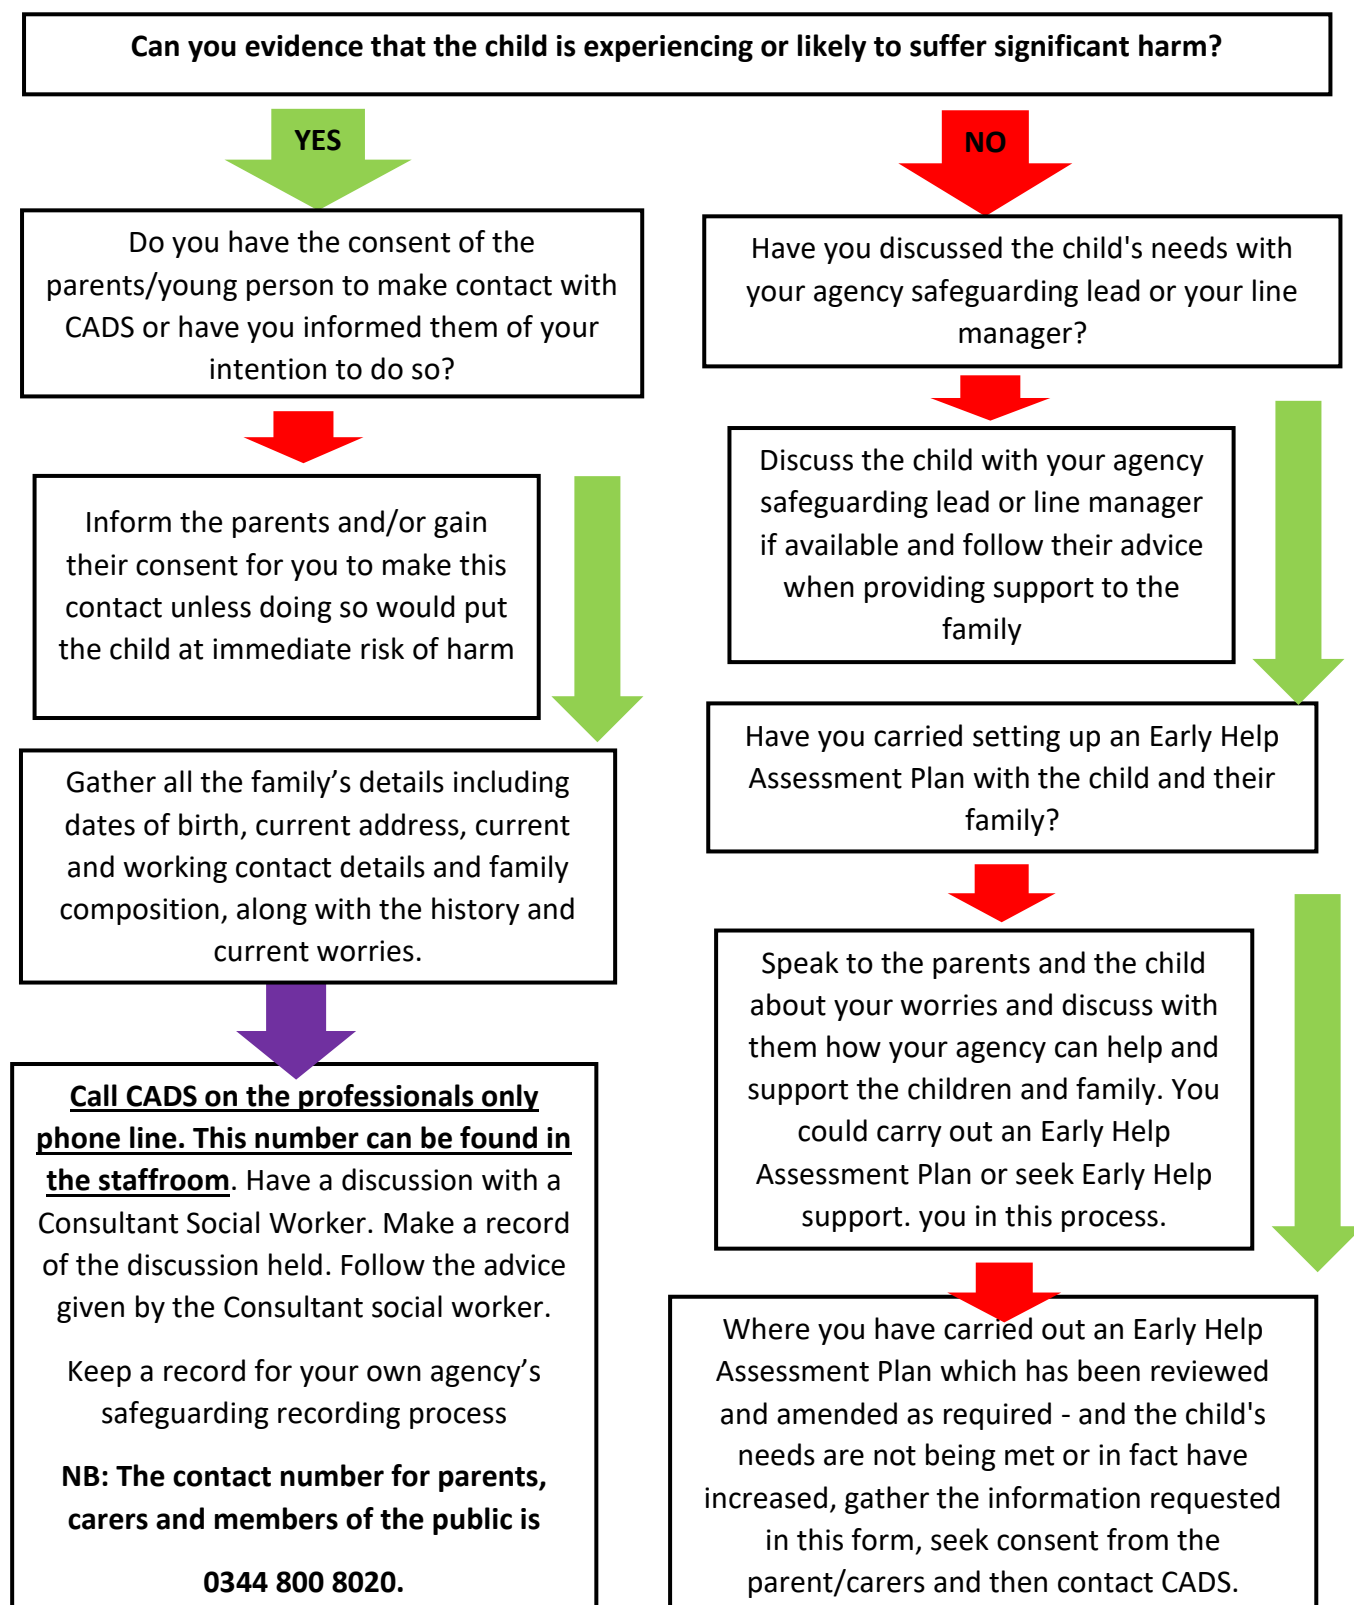 Can you evidence that the child is experiencing or likely to suffer significant harm?
YES
Do you have the consent of the
parents/young person to make contact with
CADS or have you informed them of your
intention to do so?
Inform the parents and/or gain
their consent for you to make this
contact unless doing so would put
the child at immediate risk of harm
Gather all the family’s details including
dates of birth, current address, current
and working contact details and family
composition, along with the history and
current worries.
Call CADS on the professionals only
phone line. This number can be found in
the staffroom. Have a discussion with a
Consultant Social Worker. Make a record
of the discussion held. Follow the advice
given by the Consultant social worker.
Keep a record for your own agency’s
safeguarding recording process
NB: The contact number for parents,
carers and members of the public is
0344 800 8020.
NO
Have you discussed the child's needs with
your agency safeguarding lead or your line
manager?
Discuss the child with your agency
safeguarding lead or line manager
if available and follow their advice
when providing support to the
family
Have you carried setting up an Early Help
Assessment Plan with the child and their
family?
Speak to the parents and the child
about your worries and discuss with
them how your agency can help and
support the children and family. You
could carry out an Early Help
Assessment Plan or seek Early Help
support. you in this process.
Where you have carried out an Early Help
Assessment Plan which has been reviewed
and amended as required - and the child's
needs are not being met or in fact have
increased, gather the information requested
in this form, seek consent from the
parent/carers and then contact CADS.